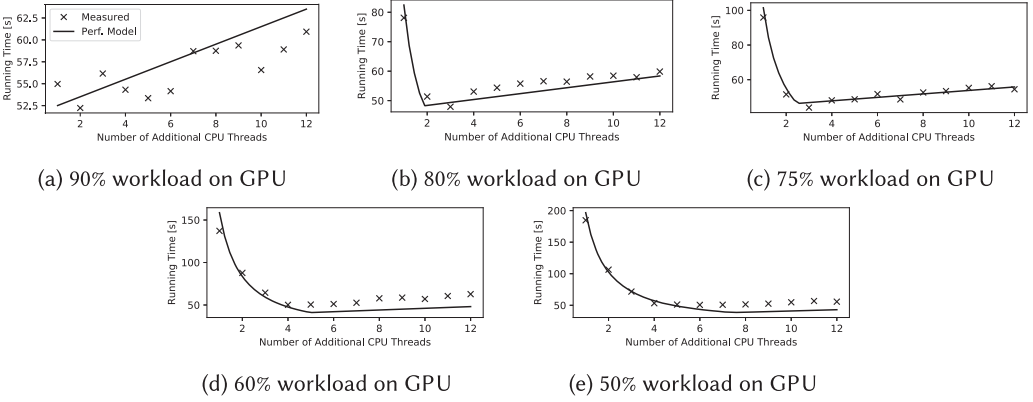 Measured
Perf. Model
Running Time [s]
62.5
60.0
57.5
55.0
52.5
2 4 6 8 10 12
Number of Additional CPU Threads
(a) 90% workload on GPU
Running Time [s]
80
70
60
50
2 4 6 8 10 12
Number of Additional CPU Threads
(b) 80% workload on GPU
Running Time [s]
100
80
60
2 4 6 8 10 12
Number of Additional CPU Threads
(c) 75% workload on GPU
Running Time [s]
150
100
50
2 4 6 8 10 12
Number of Additional CPU Threads
(d) 60% workload on GPU
Running Time [s]
200
150
100
50
2 4 6 8 10 12
Number of Additional CPU Threads
(e) 50% workload on GPU